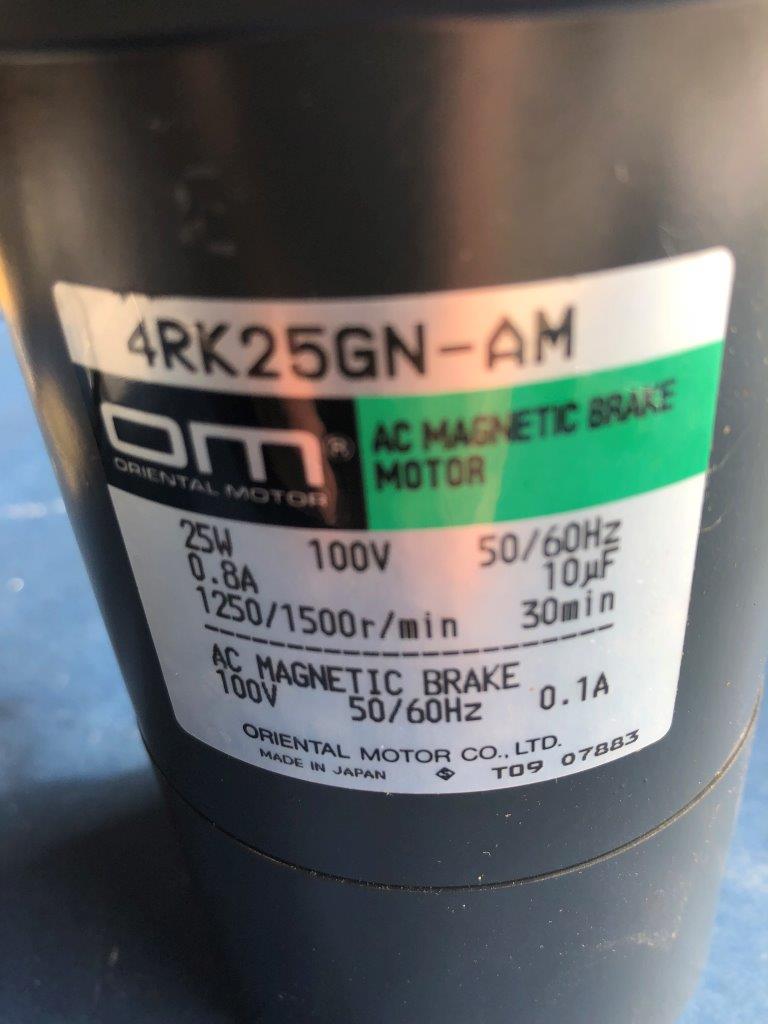 4RK25GN-AM
om®
ORIENTAL MOTOR
AC MAGNETIC BRAKE
MOTOR
25W 100V 50/60Hz
0.8A 10µF
1250/1500r/min 30min
AC MAGNETIC BRAKE
100V 50/60Hz 0.1A
ORIENTAL MOTOR CO., LTD.
MADE IN JAPAN S T09 07883